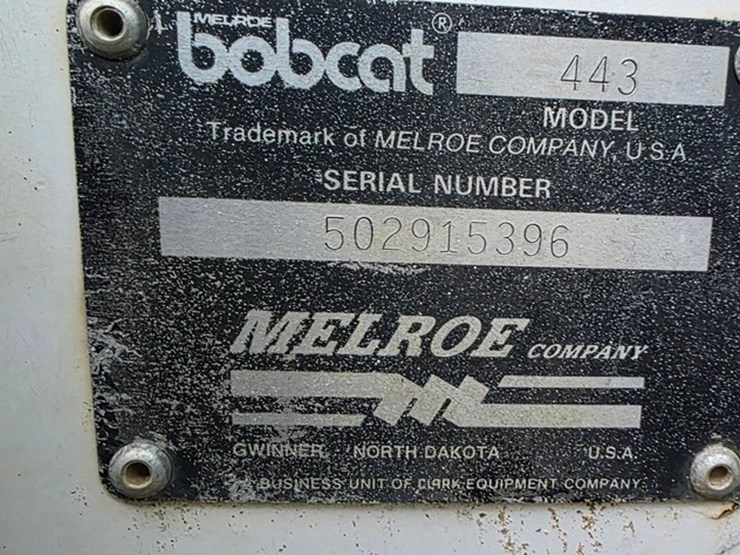 MELROE
bobcat® 443
MODEL
Trademark of MELROE COMPANY, U.S.A
SERIAL NUMBER
502915396
MELROE COMPANY
GWINNER, NORTH DAKOTA U.S.A.
BUSINESS UNIT OF CLARK EQUIPMENT COMPANY